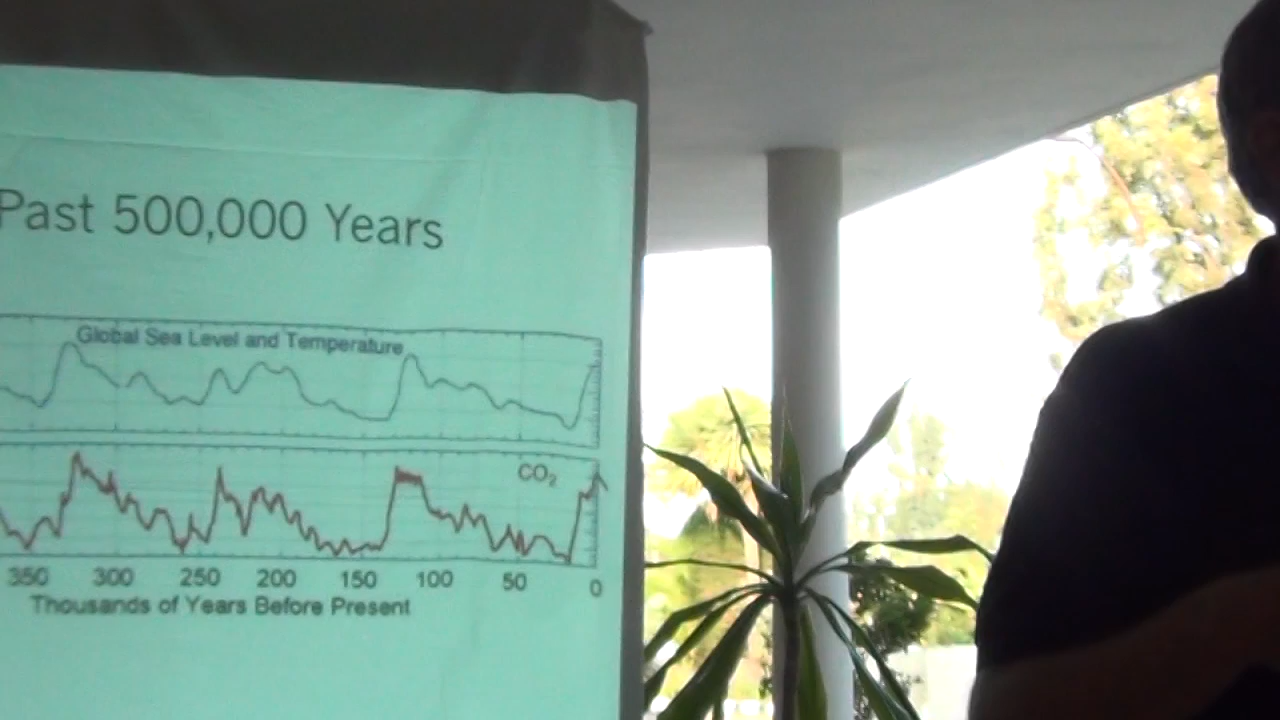 Past 500,000 Years
Global Sea Level and Temperature
CO₂
350 300 250 200 150 100 50 0
Thousands of Years Before Present